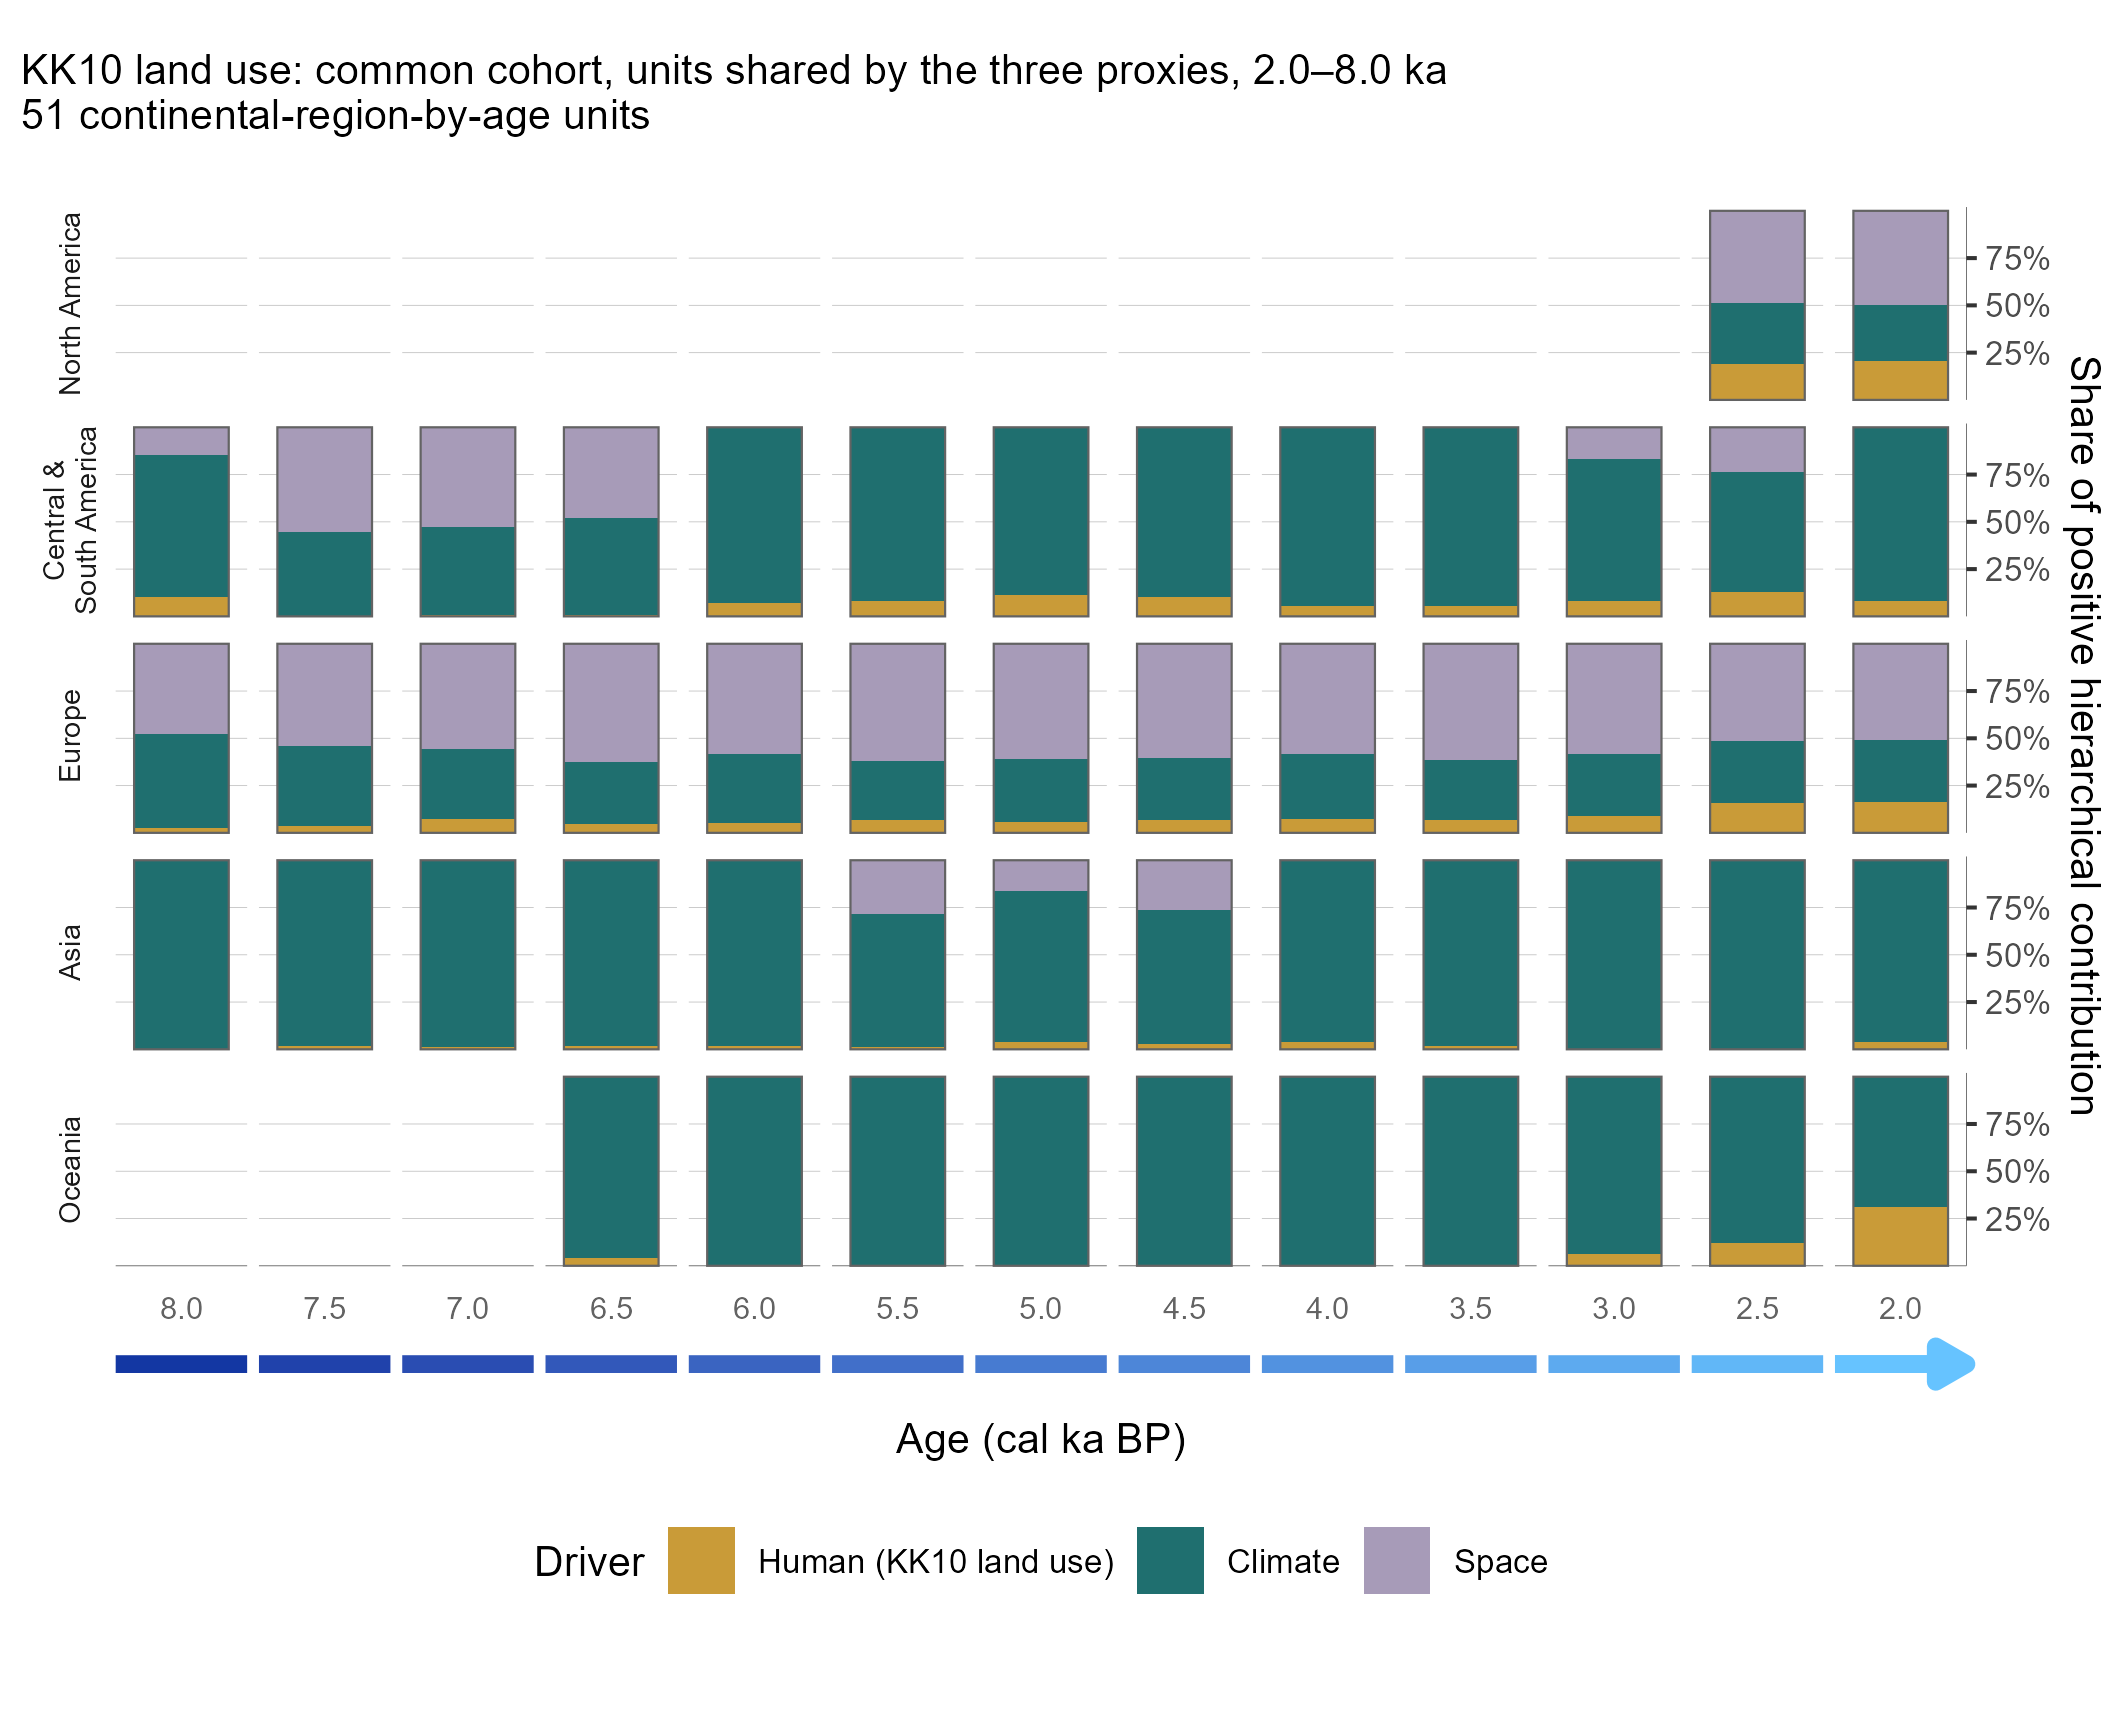 KK10 land use: common cohort, units shared by the three proxies, 2.0–8.0 ka
51 continental-region-by-age units
North America
75%
50%
25%
Central &
South America
75%
50%
25%
Europe
75%
50%
25%
Asia
75%
50%
25%
Oceania
75%
50%
25%
Share of positive hierarchical contribution
8.0 7.5 7.0 6.5 6.0 5.5 5.0 4.5 4.0 3.5 3.0 2.5 2.0
Age (cal ka BP)
Driver Human (KK10 land use) Climate Space